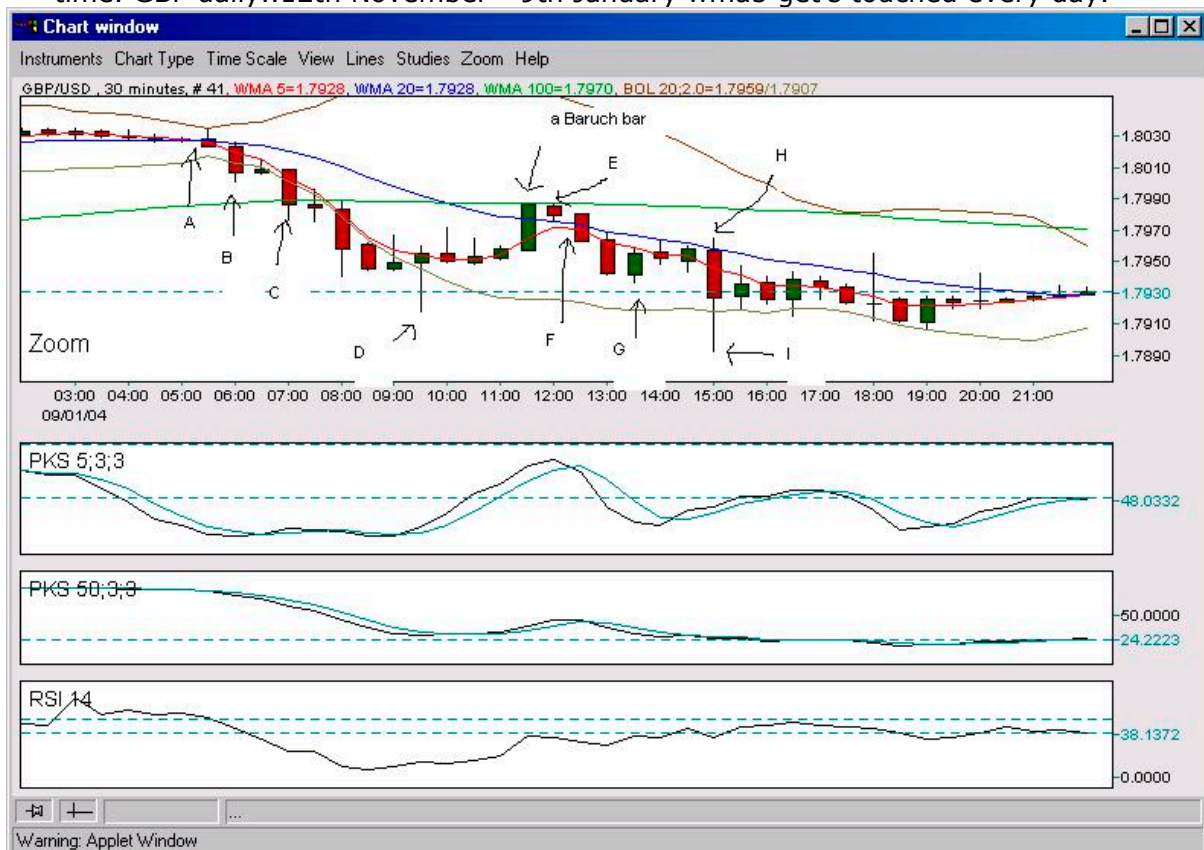 time. GBP daily..12th November - 9th January wma5 get's touched every day.
Chart window
Instruments Chart Type Time Scale View Lines Studies Zoom Help
GBP/USD , 30 minutes, # 41, WMA 5=1.7928, WMA 20=1.7928, WMA 100=1.7970, BOL 20;2.0=1.7959/1.7907
a Baruch bar
A
B
C
D
E
F
G
H
I
Zoom
1.8030
1.8010
1.7990
1.7970
1.7950
1.7930
1.7910
1.7890
03:00 04:00 05:00 06:00 07:00 08:00 09:00 10:00 11:00 12:00 13:00 14:00 15:00 16:00 17:00 18:00 19:00 20:00 21:00
09/01/04
PKS 5;3;3
48.0332
PKS 50;3;3
50.0000
24.2223
RSI 14
38.1372
0.0000
...
Warning: Applet Window